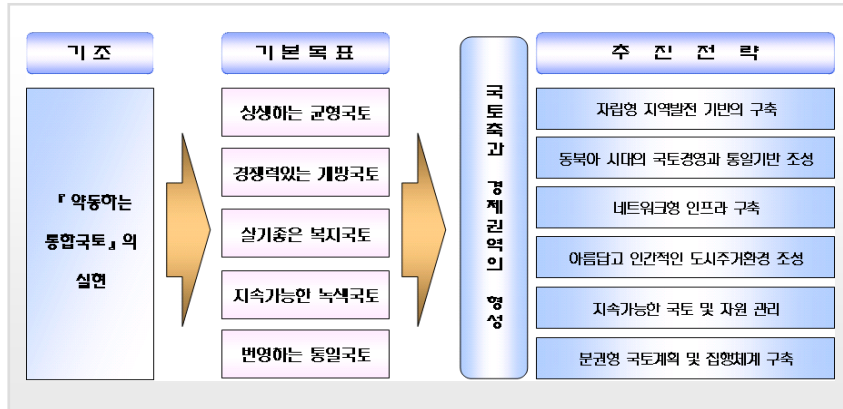 기조
『약동하는
통합국토』의
실현
기본목표
상생하는 균형국토
경쟁력있는 개방국토
살기좋은 복지국토
지속가능한 녹색국토
번영하는 통일국토
국토축과 경제권역의 형성
추진전략
자립형 지역발전 기반의 구축
동북아 시대의 국토경영과 통일기반 조성
네트워크형 인프라 구축
아름답고 인간적인 도시주거환경 조성
지속가능한 국토 및 자원 관리
분권형 국토계획 및 집행체계 구축